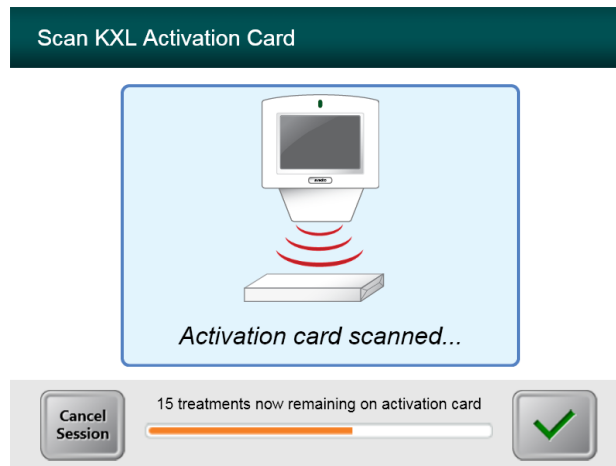 Scan KXL Activation Card
Activation card scanned...
15 treatments now remaining on activation card
Cancel
Session